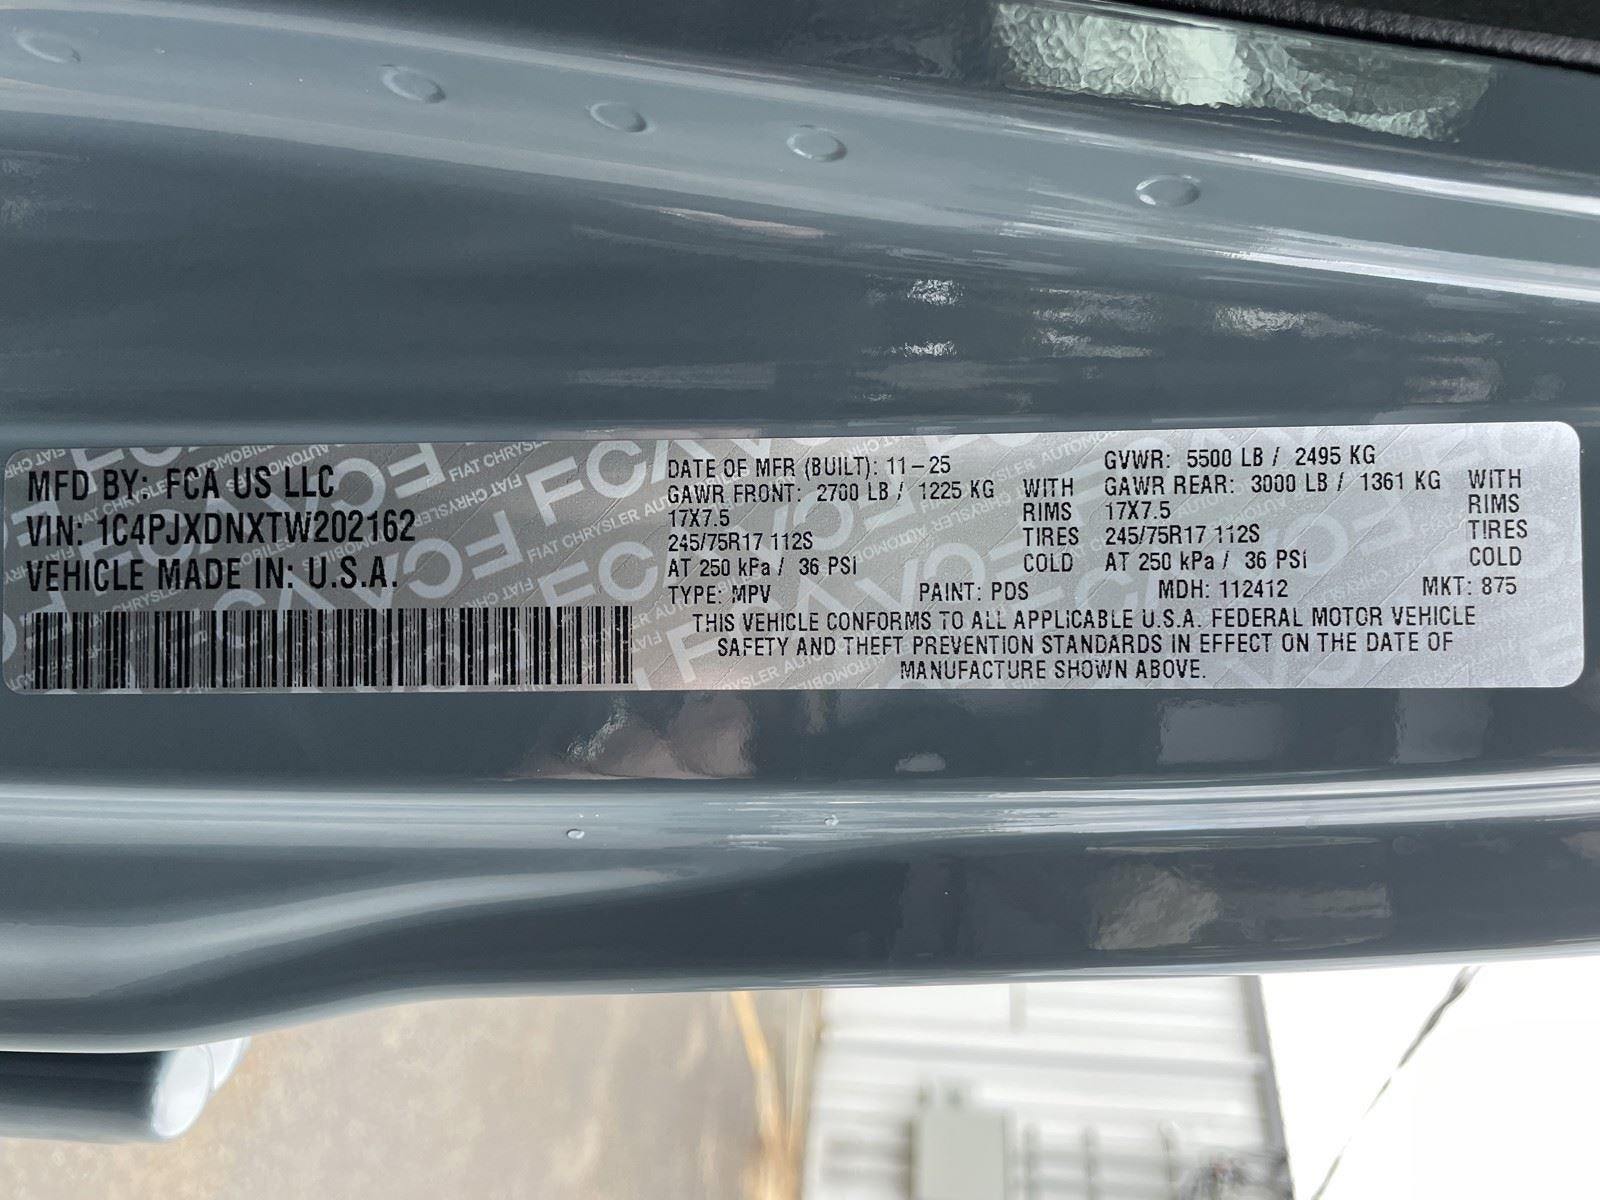 MFD BY: FCA US LLC
VIN: 1C4PJXDNXTW202162
VEHICLE MADE IN: U.S.A.
DATE OF MFR (BUILT): 11-25
GAWR FRONT: 2700 LB / 1225 KG WITH
17X7.5 RIMS
245/75R17 112S TIRES
AT 250 kPa / 36 PSI COLD
GVWR: 5500 LB / 2495 KG
GAWR REAR: 3000 LB / 1361 KG WITH
17X7.5 RIMS
245/75R17 112S TIRES
AT 250 kPa / 36 PSI COLD
TYPE: MPV PAINT: PDS MDH: 112412 MKT: 875
THIS VEHICLE CONFORMS TO ALL APPLICABLE U.S.A. FEDERAL MOTOR VEHICLE
SAFETY AND THEFT PREVENTION STANDARDS IN EFFECT ON THE DATE OF
MANUFACTURE SHOWN ABOVE.